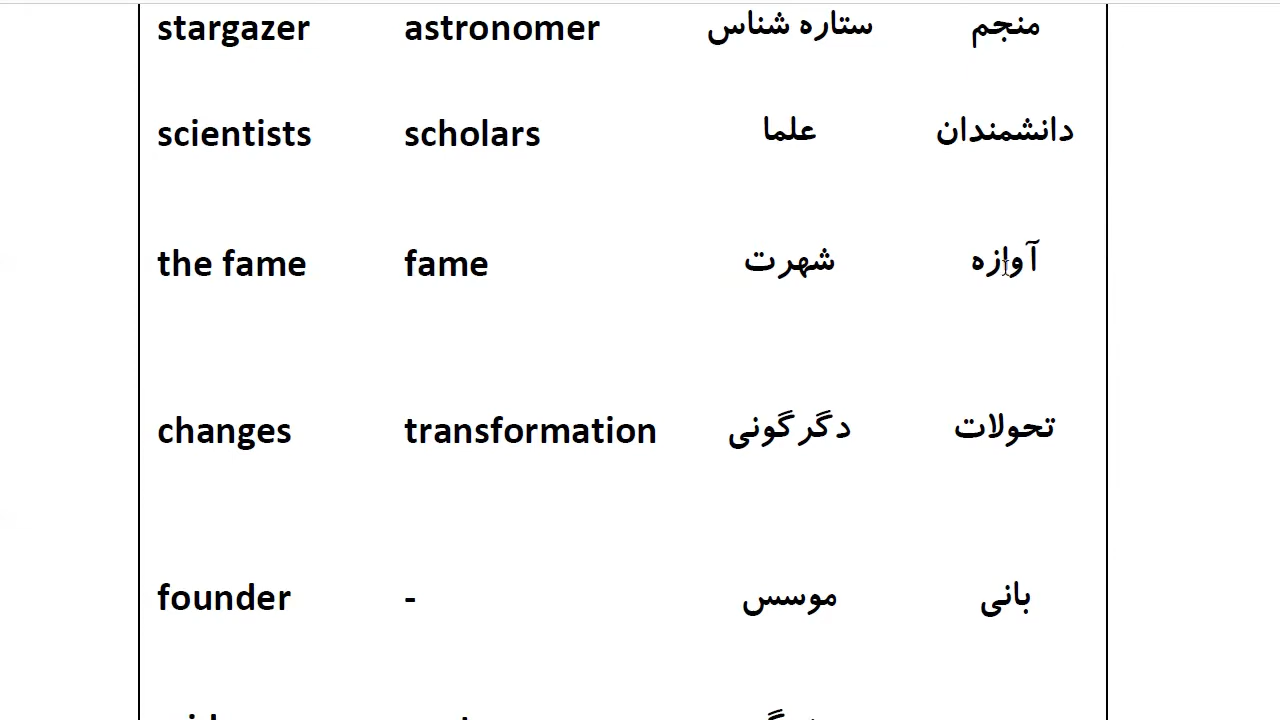 stargazer astronomer ستاره شناس منجم
scientists scholars علما دانشمندان
the fame fame شهرت آوازه
changes transformation دگرگونی تحولات
founder - موسس بانی